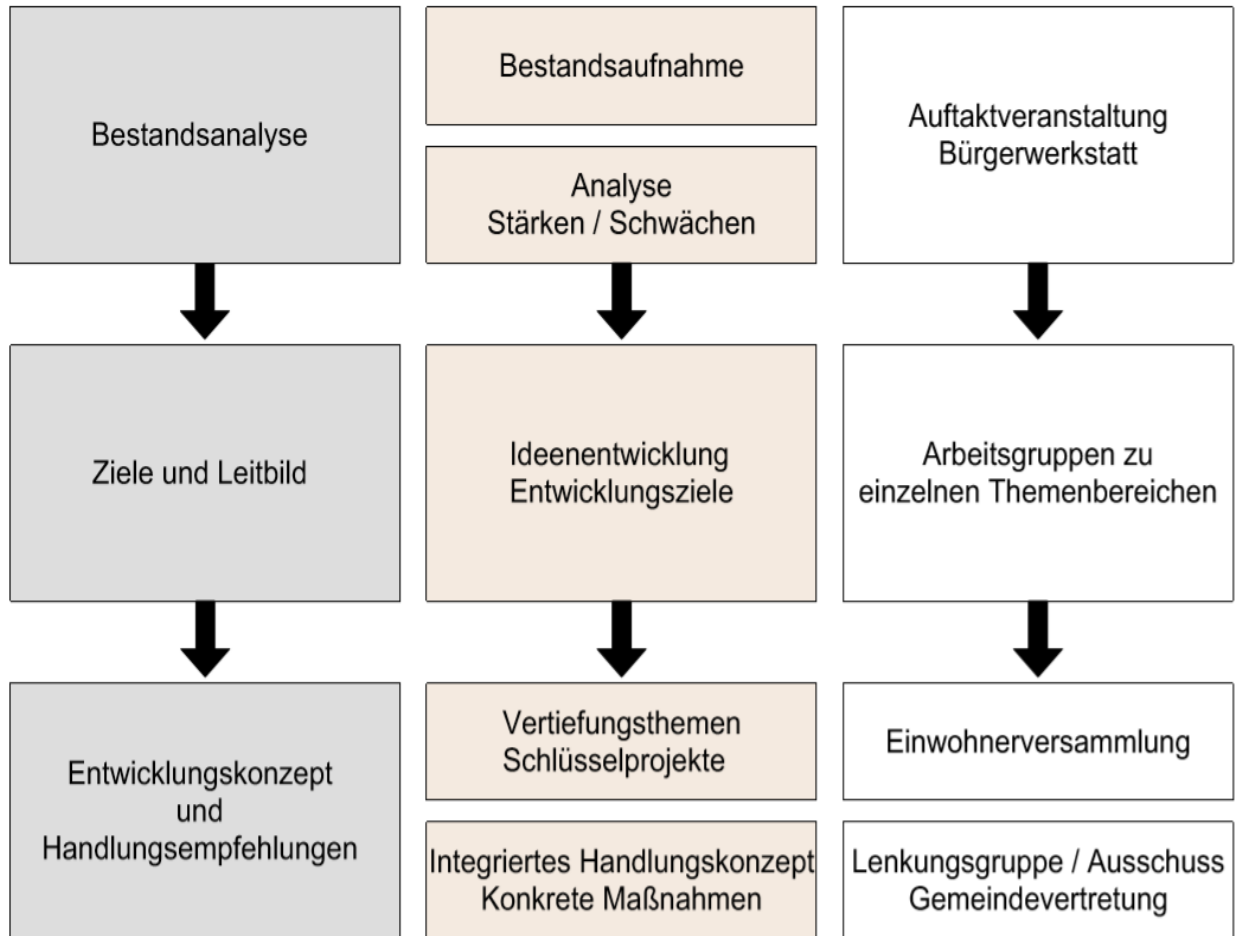 Bestandsanalyse
Bestandsaufnahme
Analyse
Stärken / Schwächen
Auftaktveranstaltung
Bürgerwerkstatt
Ziele und Leitbild
Ideenentwicklung
Entwicklungsziele
Arbeitsgruppen zu
einzelnen Themenbereichen
Entwicklungskonzept
und
Handlungsempfehlungen
Vertiefungsthemen
Schlüsselprojekte
Integriertes Handlungskonzept
Konkrete Maßnahmen
Einwohnerversammlung
Lenkungsgruppe / Ausschuss
Gemeindevertretung